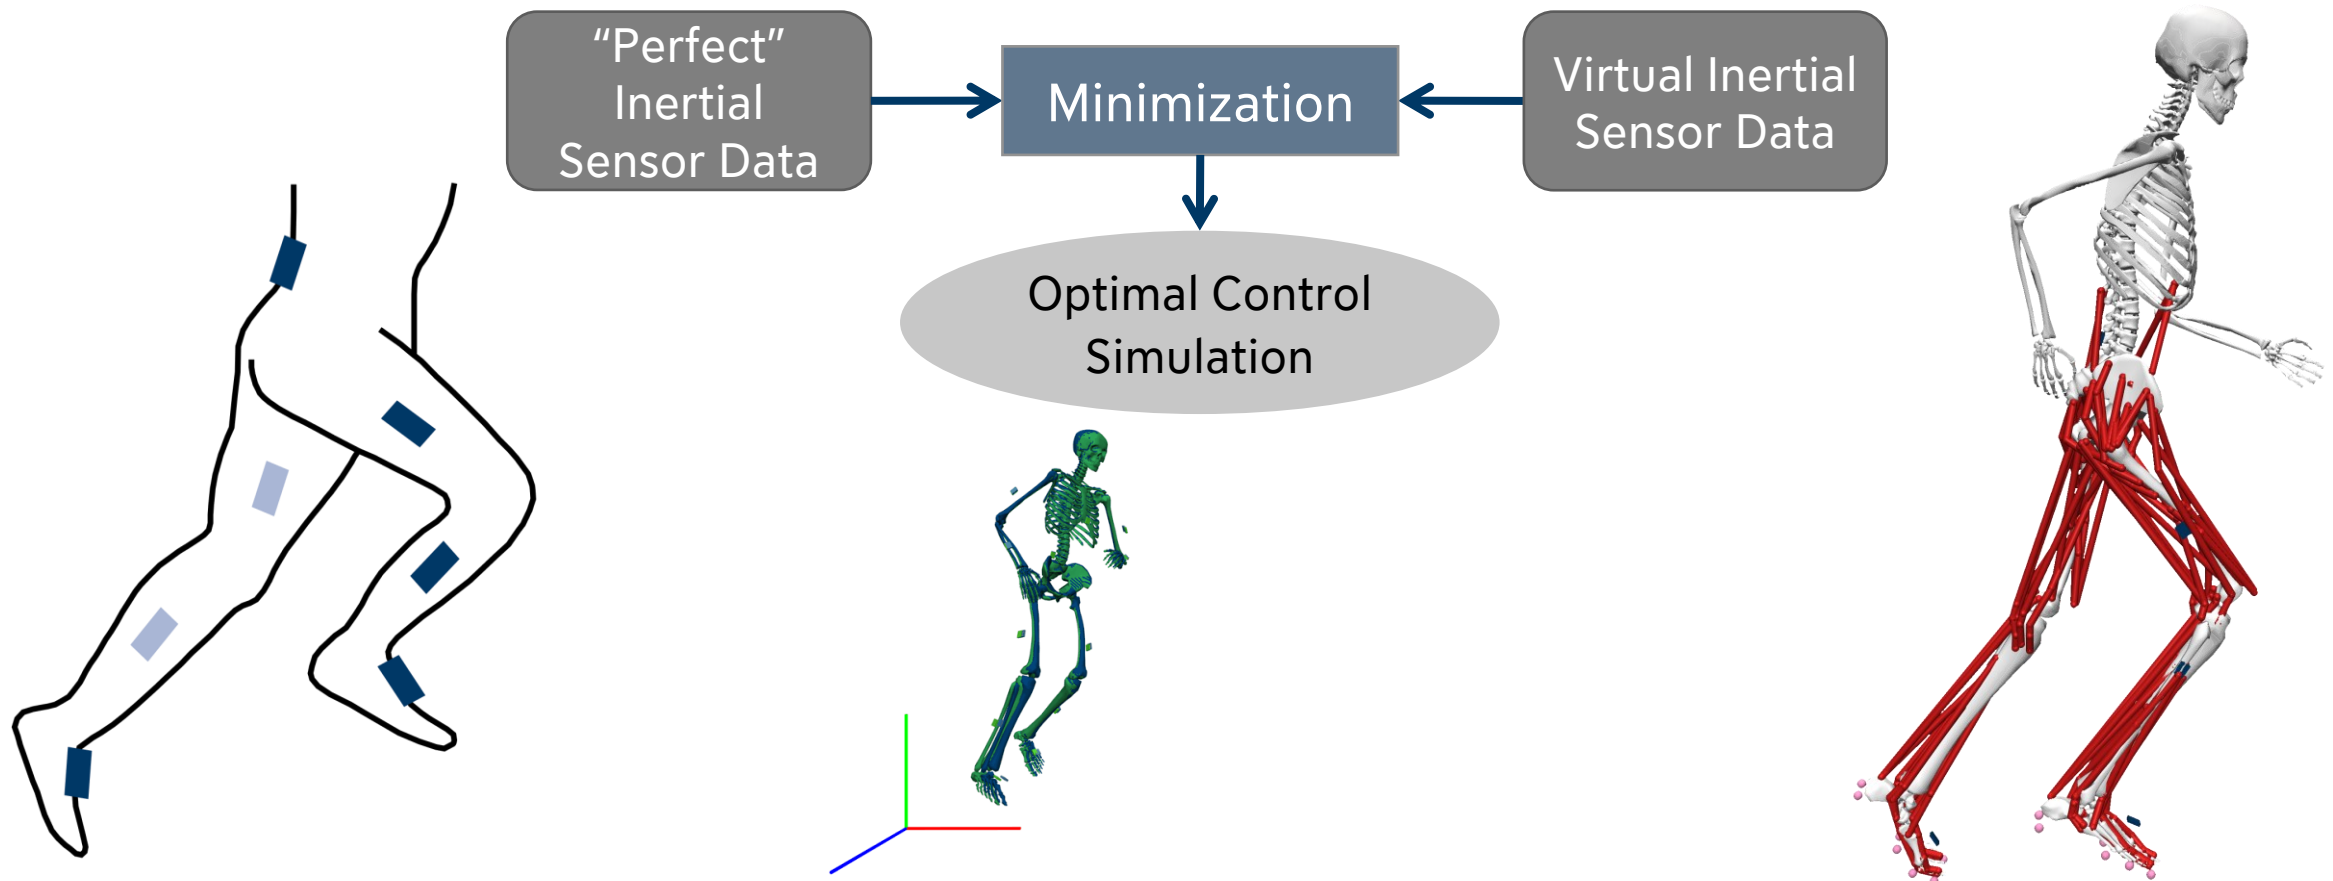 “Perfect”
Inertial
Sensor Data
Minimization
Virtual Inertial
Sensor Data
Optimal Control
Simulation